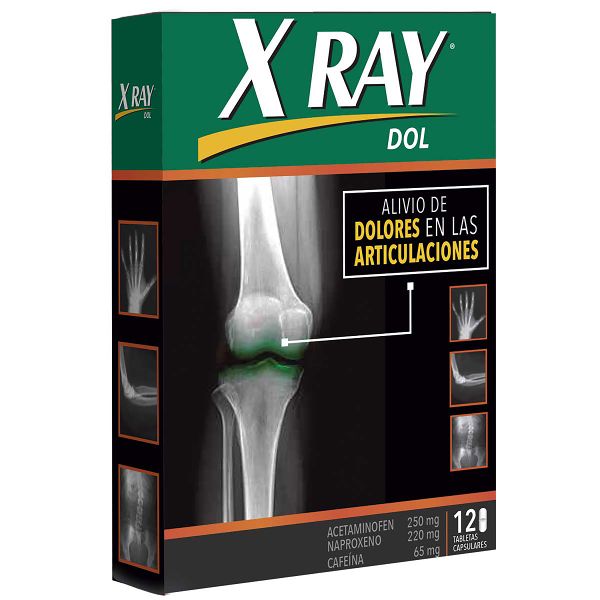 X RAY
DOL
X RAY®
DOL
ALIVIO DE
DOLORES EN LAS
ARTICULACIONES
ACETAMINOFEN 250 mg
NAPROXENO 220 mg
CAFEÍNA 65 mg
12
TABLETAS
CAPSULARES